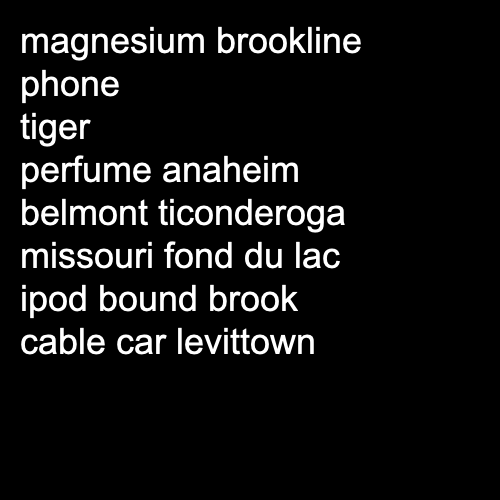 magnesium brookline
phone
tiger
perfume anaheim
belmont ticonderoga
missouri fond du lac
ipod bound brook
cable car levittown